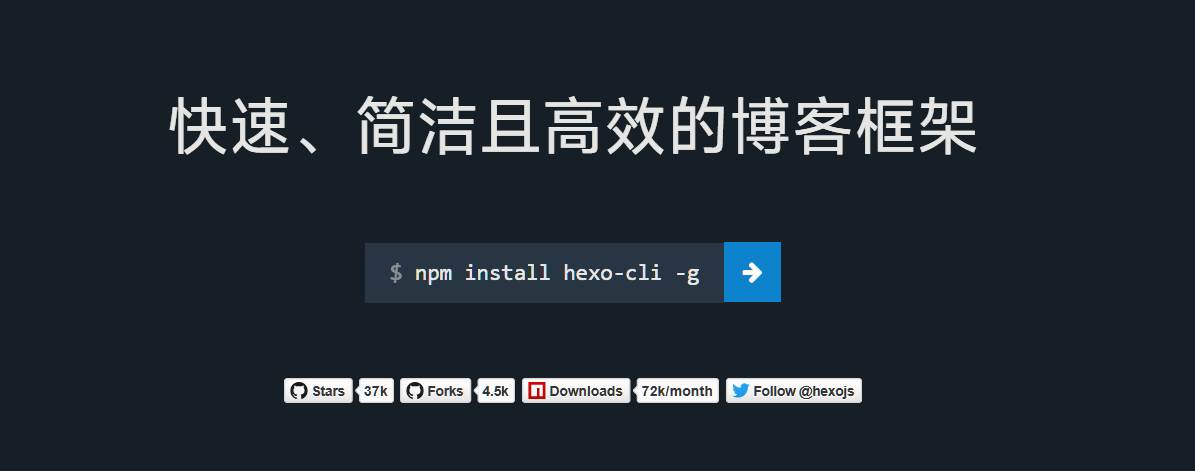 快速、简洁且高效的博客框架
$ npm install hexo-cli -g
Stars 37k Forks 4.5k Downloads 72k/month Follow @hexojs